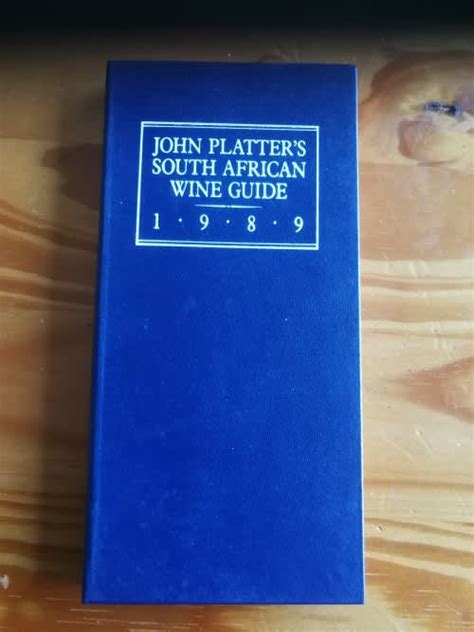 JOHN PLATTER'S
SOUTH AFRICAN
WINE GUIDE
1 · 9 · 8 · 9